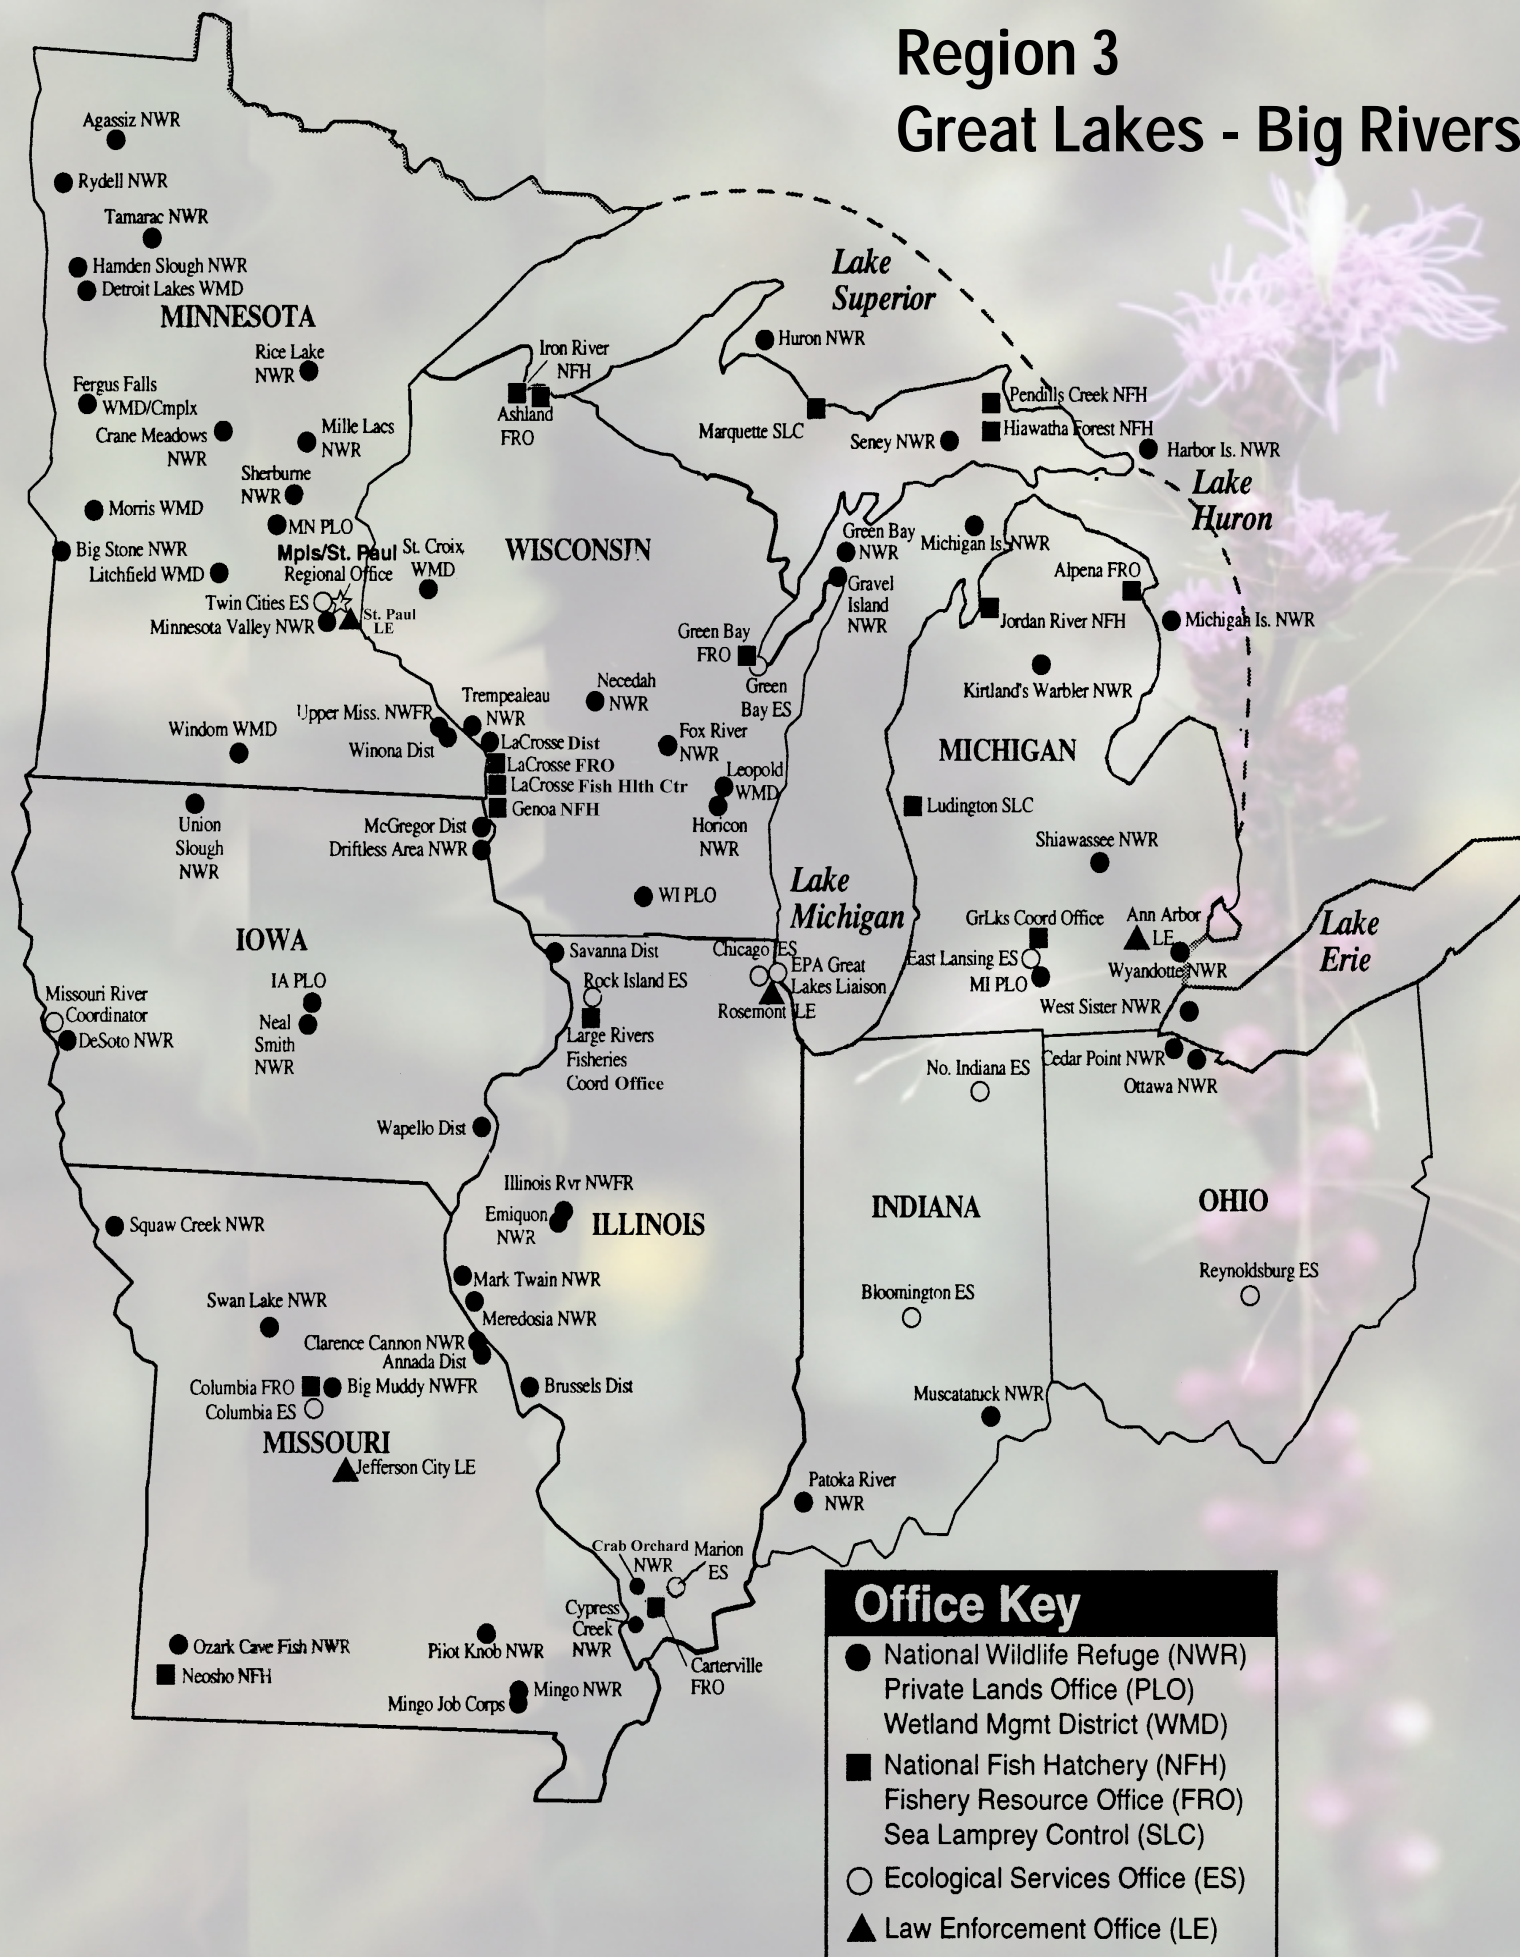 Region 3
Great Lakes - Big Rivers
Agassiz NWR
Rydell NWR
Tamarac NWR
Hamden Slough NWR
Detroit Lakes WMD
MINNESOTA
Rice Lake
NWR
Fergus Falls
WMD/Cmplx
Crane Meadows
NWR
Mille Lacs
NWR
Sherburne
NWR
Morris WMD
MN PLO
Big Stone NWR
Litchfield WMD
Mpls/St. Paul
Regional Office
Twin Cities ES
Minnesota Valley NWR
St. Paul
LE
St. Croix
WMD
Windom WMD
Upper Miss. NWFR
Winona Dist
Lake
Superior
Huron NWR
Iron River
NFH
Ashland
FRO
Marquette SLC
Seney NWR
Pendills Creek NFH
Hiawatha Forest NFH
Harbor Is. NWR
Lake
Huron
WISCONSIN
Green Bay
NWR
Michigan Is. NWR
Gravel
Island
NWR
Alpena FRO
Jordan River NFH
Michigan Is. NWR
Kirtland's Warbler NWR
Green Bay
FRO
Green
Bay ES
Necedah
NWR
Trempealeau
NWR
LaCrosse Dist
LaCrosse FRO
LaCrosse Fish Hlth Ctr
Genoa NFH
Fox River
NWR
Leopold
WMD
Horicon
NWR
WI PLO
MICHIGAN
Ludington SLC
Shiawassee NWR
Lake
Michigan
GrLks Coord Office
East Lansing ES
MI PLO
Ann Arbor
LE
Wyandotte NWR
West Sister NWR
Lake
Erie
Cedar Point NWR
Ottawa NWR
Union
Slough
NWR
McGregor Dist
Driftless Area NWR
IOWA
IA PLO
Neal
Smith
NWR
Missouri River
Coordinator
DeSoto NWR
Wapello Dist
Savanna Dist
Rock Island ES
Large Rivers
Fisheries
Coord Office
Chicago ES
EPA Great
Lakes Liaison
Rosemont LE
No. Indiana ES
Illinois Rvr NWFR
Emiquon
NWR
ILLINOIS
INDIANA
OHIO
Bloomington ES
Reynoldsburg ES
Muscatatuck NWR
Patoka River
NWR
Squaw Creek NWR
Swan Lake NWR
Mark Twain NWR
Meredosia NWR
Clarence Cannon NWR
Annada Dist
Columbia FRO
Big Muddy NWFR
Columbia ES
Brussels Dist
MISSOURI
Jefferson City LE
Crab Orchard
NWR
Marion
ES
Cypress
Creek
NWR
Carterville
FRO
Ozark Cave Fish NWR
Neosho NFH
Pilot Knob NWR
Mingo NWR
Mingo Job Corps
Office Key
National Wildlife Refuge (NWR)
Private Lands Office (PLO)
Wetland Mgmt District (WMD)
National Fish Hatchery (NFH)
Fishery Resource Office (FRO)
Sea Lamprey Control (SLC)
Ecological Services Office (ES)
Law Enforcement Office (LE)